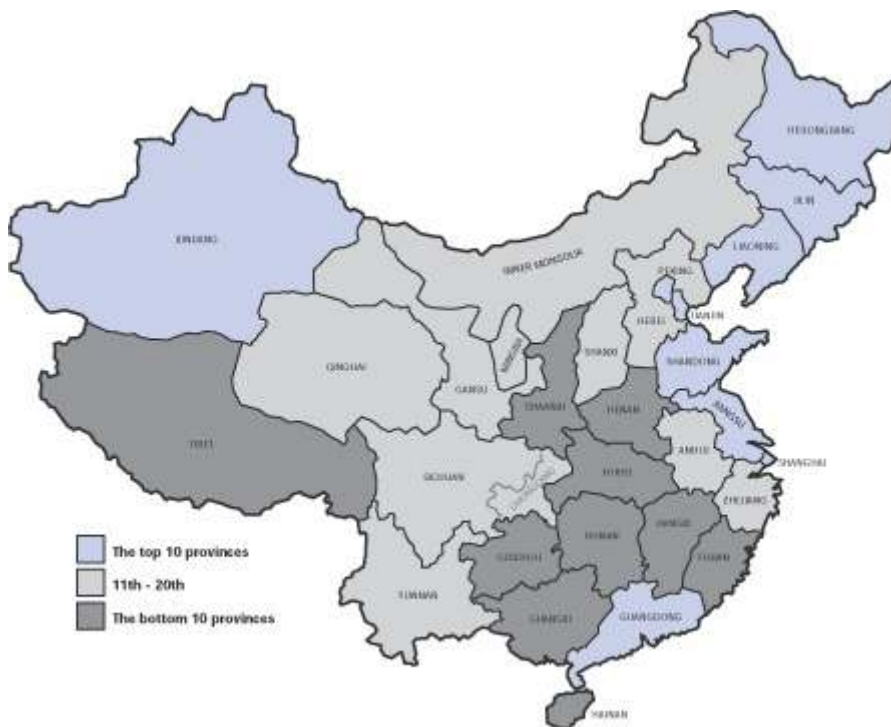 HEILONGJIANG
JILIN
LIAONING
XINJIANG
INNER MONGOLIA
PEKING
TIANJIN
HEBEI
SHANXI
NINGXIA
SHANDONG
QINGHAI
GANSU
SHAANXI
HENAN
JIANGSU
TIBET
ANHUI
SHANGHAI
SICHUAN
HUBEI
ZHEJIANG
The top 10 provinces
11th - 20th
The bottom 10 provinces
GUIZHOU
HUNAN
JIANGXI
FUJIAN
YUNNAN
GUANGXI
GUANGDONG
HAINAN